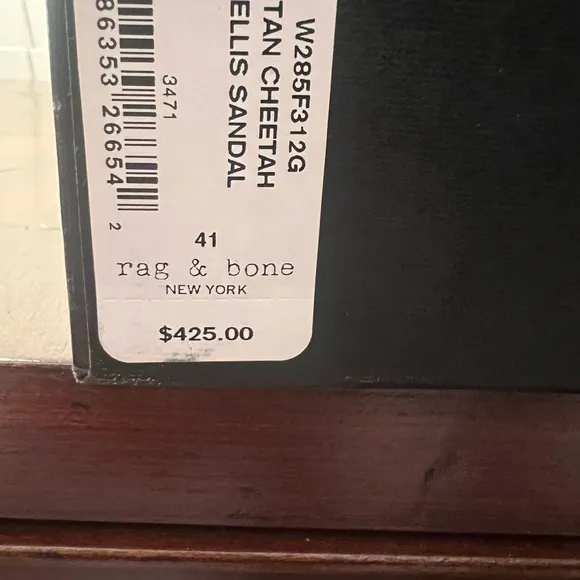 W285F312G
TAN CHEETAH
ELLIS SANDAL
3471
86353 26654 2
41
rag & bone
NEW YORK
$425.00